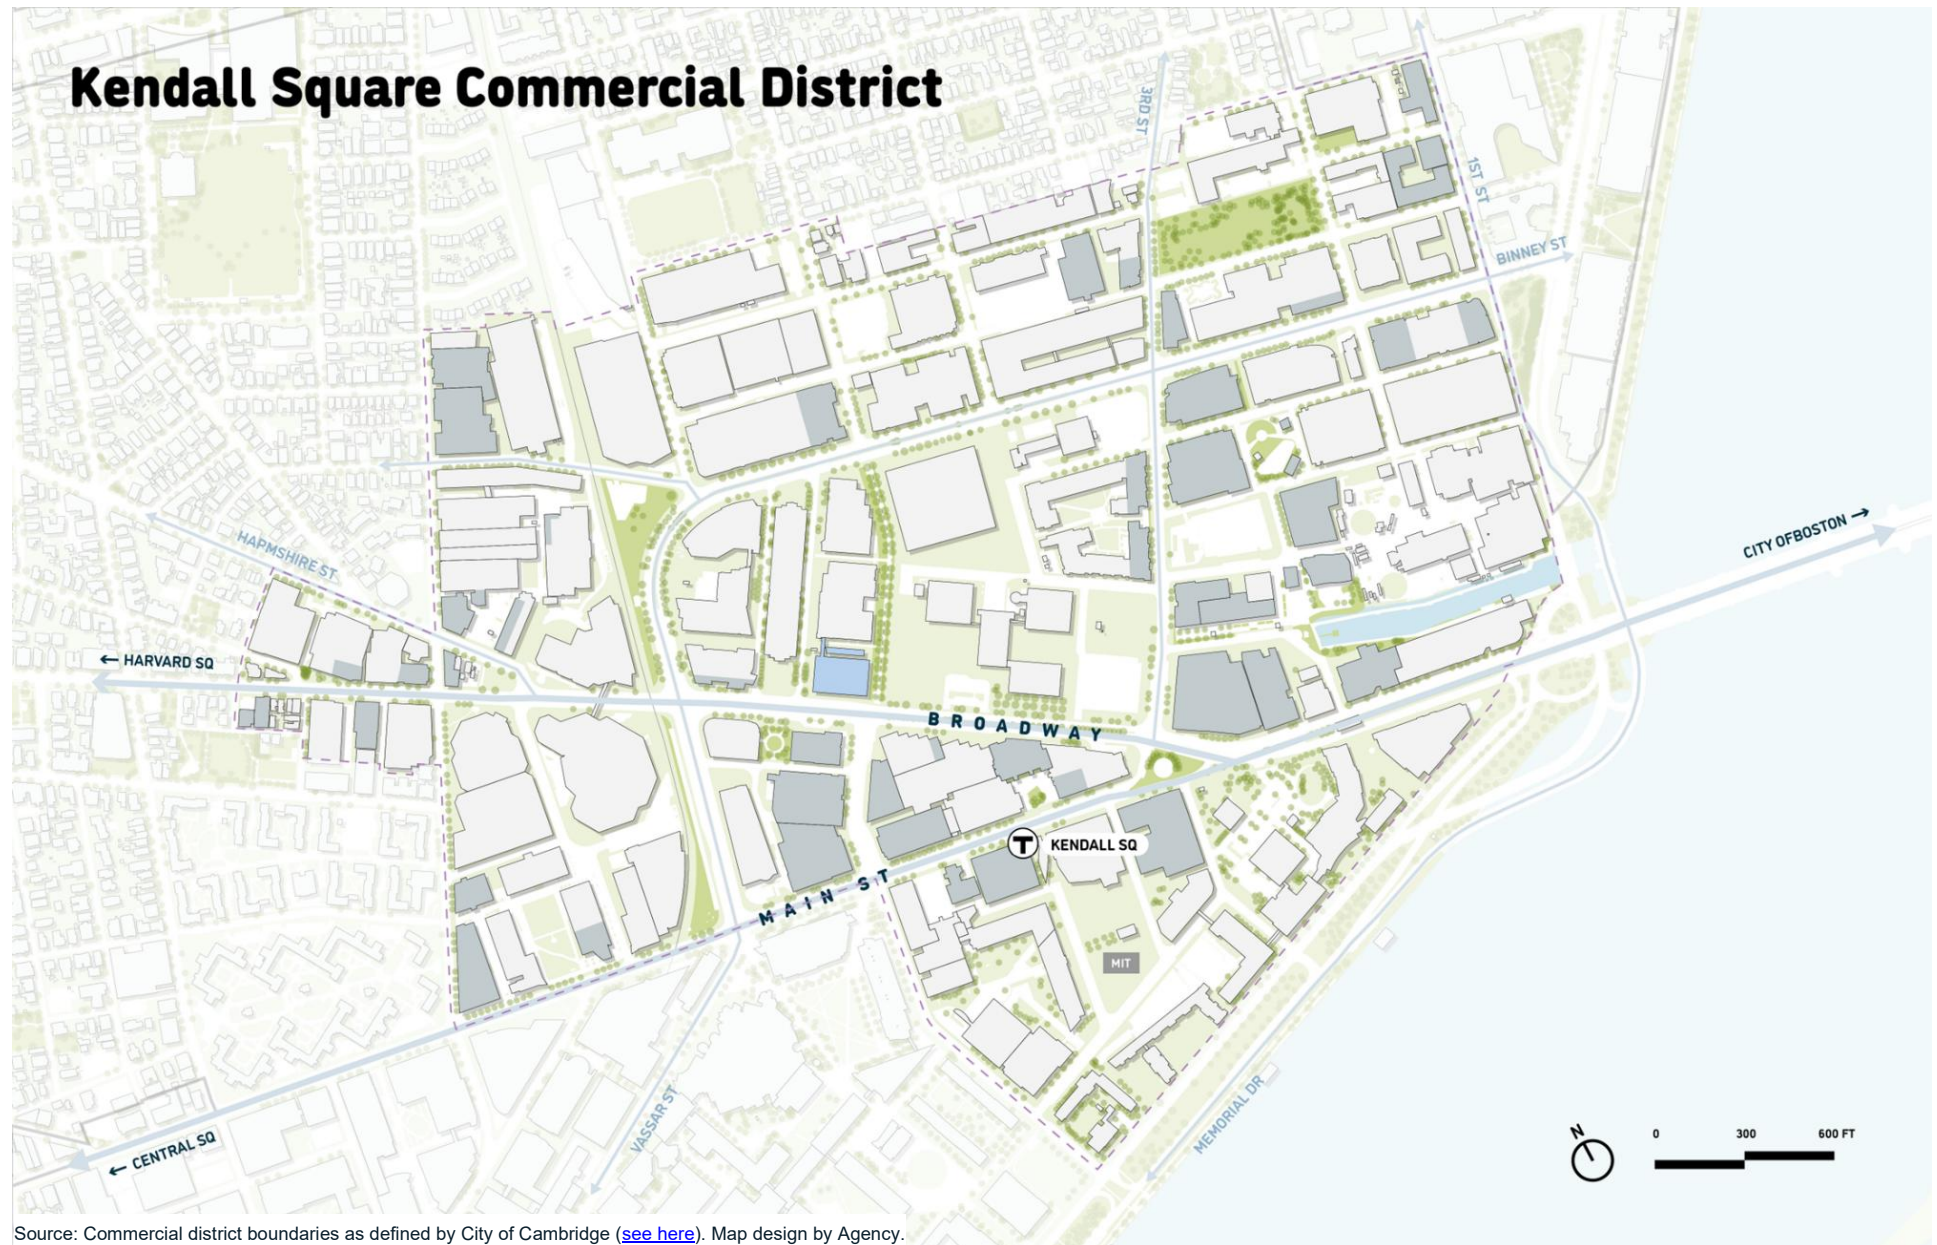 Kendall Square Commercial District
3RD ST
1ST ST
BINNEY ST
HAPMSHIRE ST
CITY OFBOSTON →
← HARVARD SQ
BROADWAY
T KENDALL SQ
MAIN ST
MIT
VASSAR ST
MEMORIAL DR
← CENTRAL SQ
N
0 300 600 FT
Source: Commercial district boundaries as defined by City of Cambridge (see here). Map design by Agency.